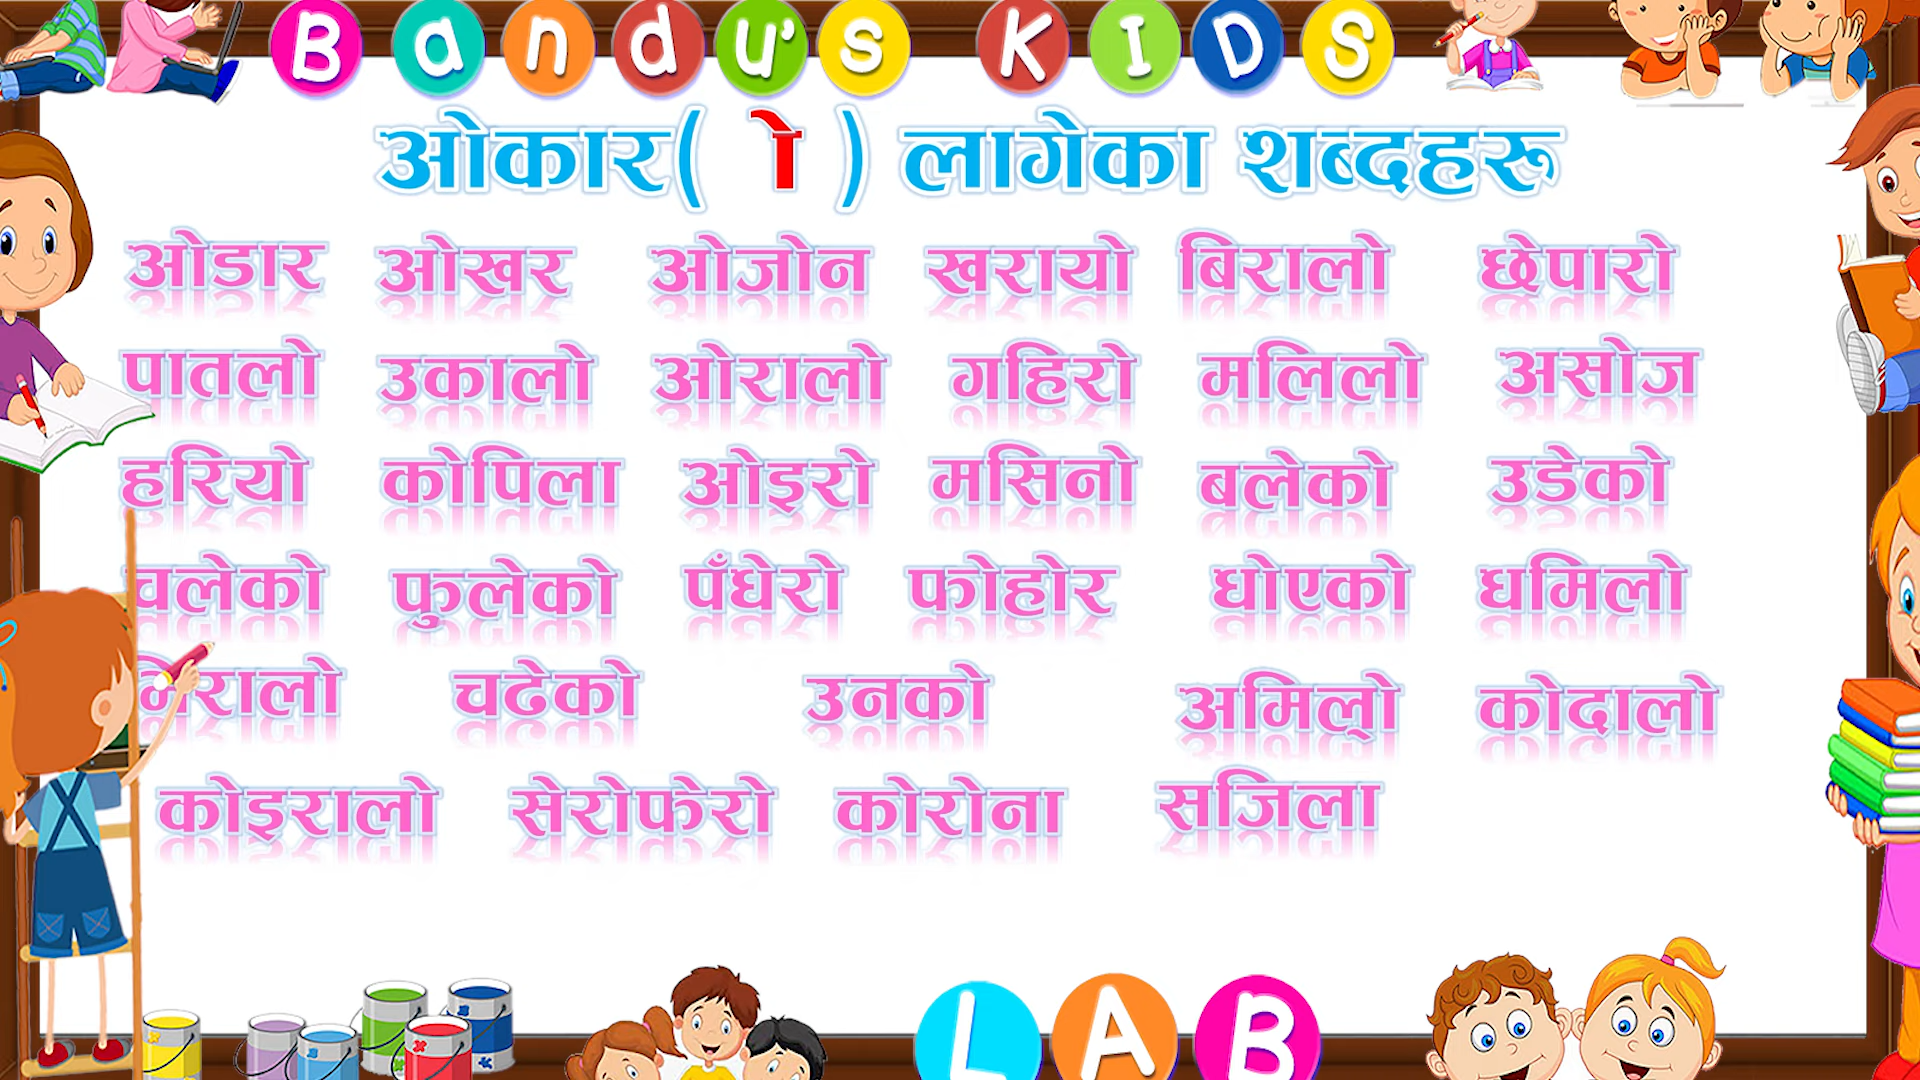 Bandu's KIDS
ओकार( ो ) लागेका शब्दहरू
ओडार ओखर ओजोन खरायो बिरालो छेपारो
पातलो उकालो ओरालो गहिरो मलिलो असोज
हरियो कोपिला ओइरो मसिनो बलेको उडेको
चलेको फुलेको पँधेरो फोहोर धोएको धमिलो
भिरालो चढेको उनको अमिलो कोदालो
कोइरालो सेरोफेरो कोरोना सजिला
LAB